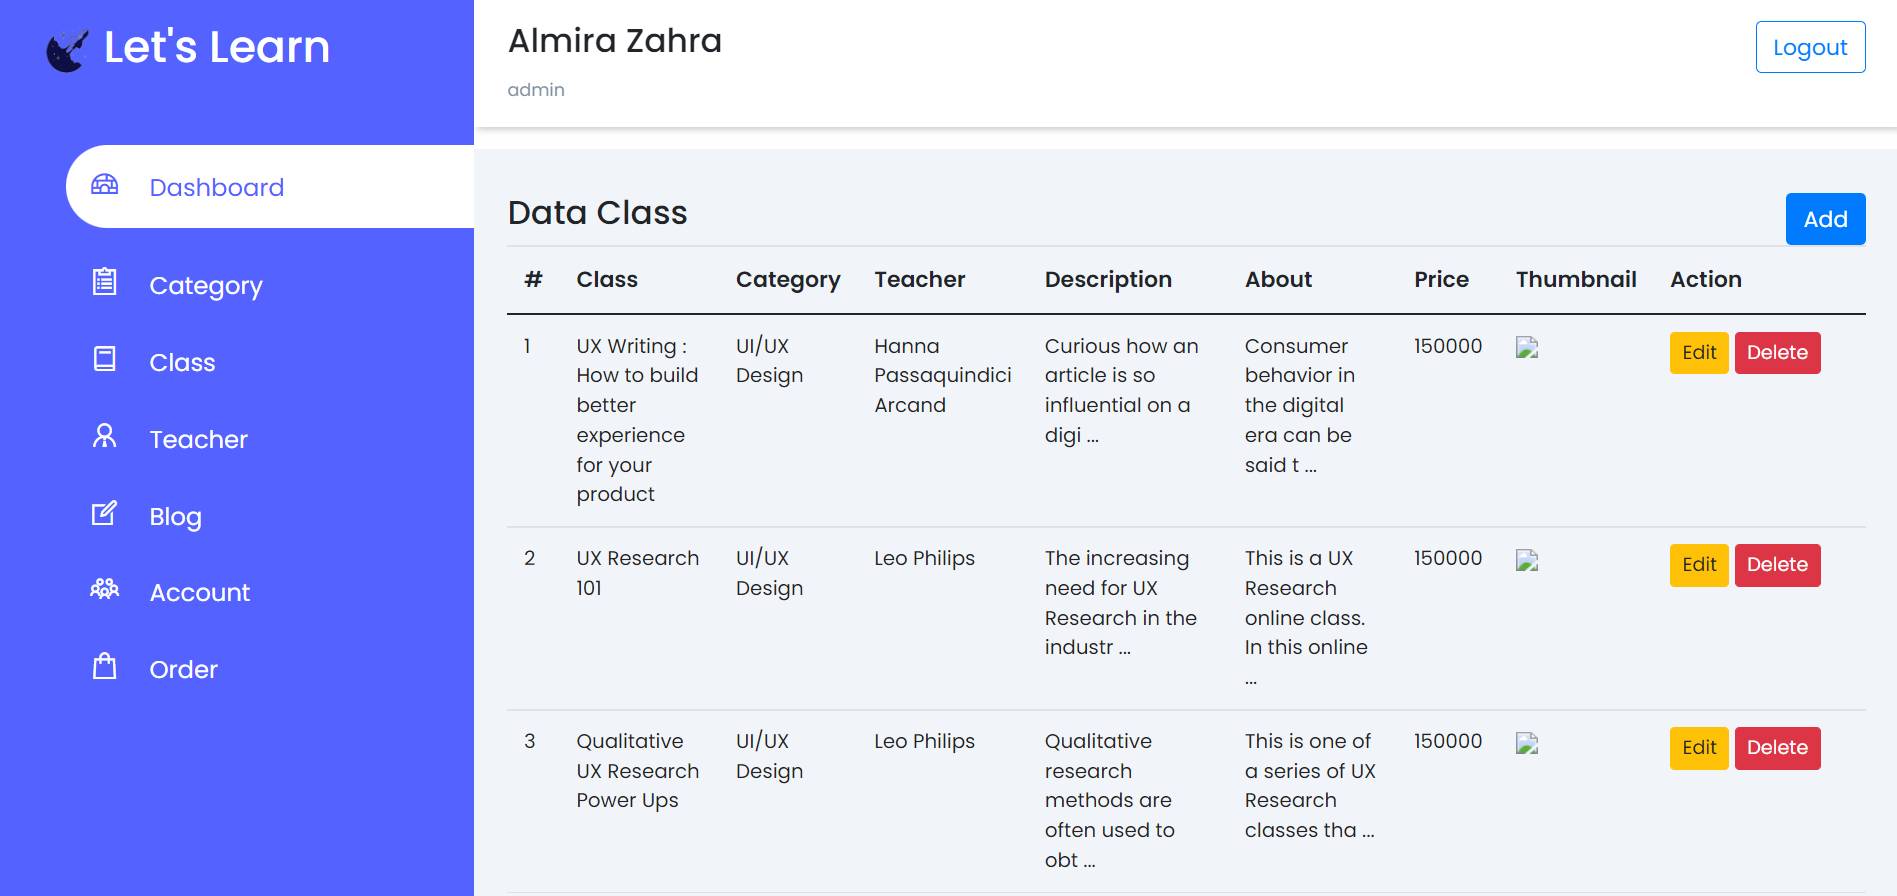 Let's Learn
Almira Zahra
admin
Logout
Dashboard
Category
Class
Teacher
Blog
Account
Order
Data Class
Add
# Class Category Teacher Description About Price Thumbnail Action
1 UX Writing : UI/UX Hanna Curious how an Consumer 150000 Edit Delete
How to build Design Passaquindici article is so behavior in
better Arcand influential on a the digital
experience digi ... era can be
for your said t ...
product
2 UX Research UI/UX Leo Philips The increasing This is a UX 150000 Edit Delete
101 Design need for UX Research
Research in the online class.
industr ... In this online
...
3 Qualitative UI/UX Leo Philips Qualitative This is one of 150000 Edit Delete
UX Research Design research a series of UX
Power Ups methods are Research
often used to classes tha ...
obt ...